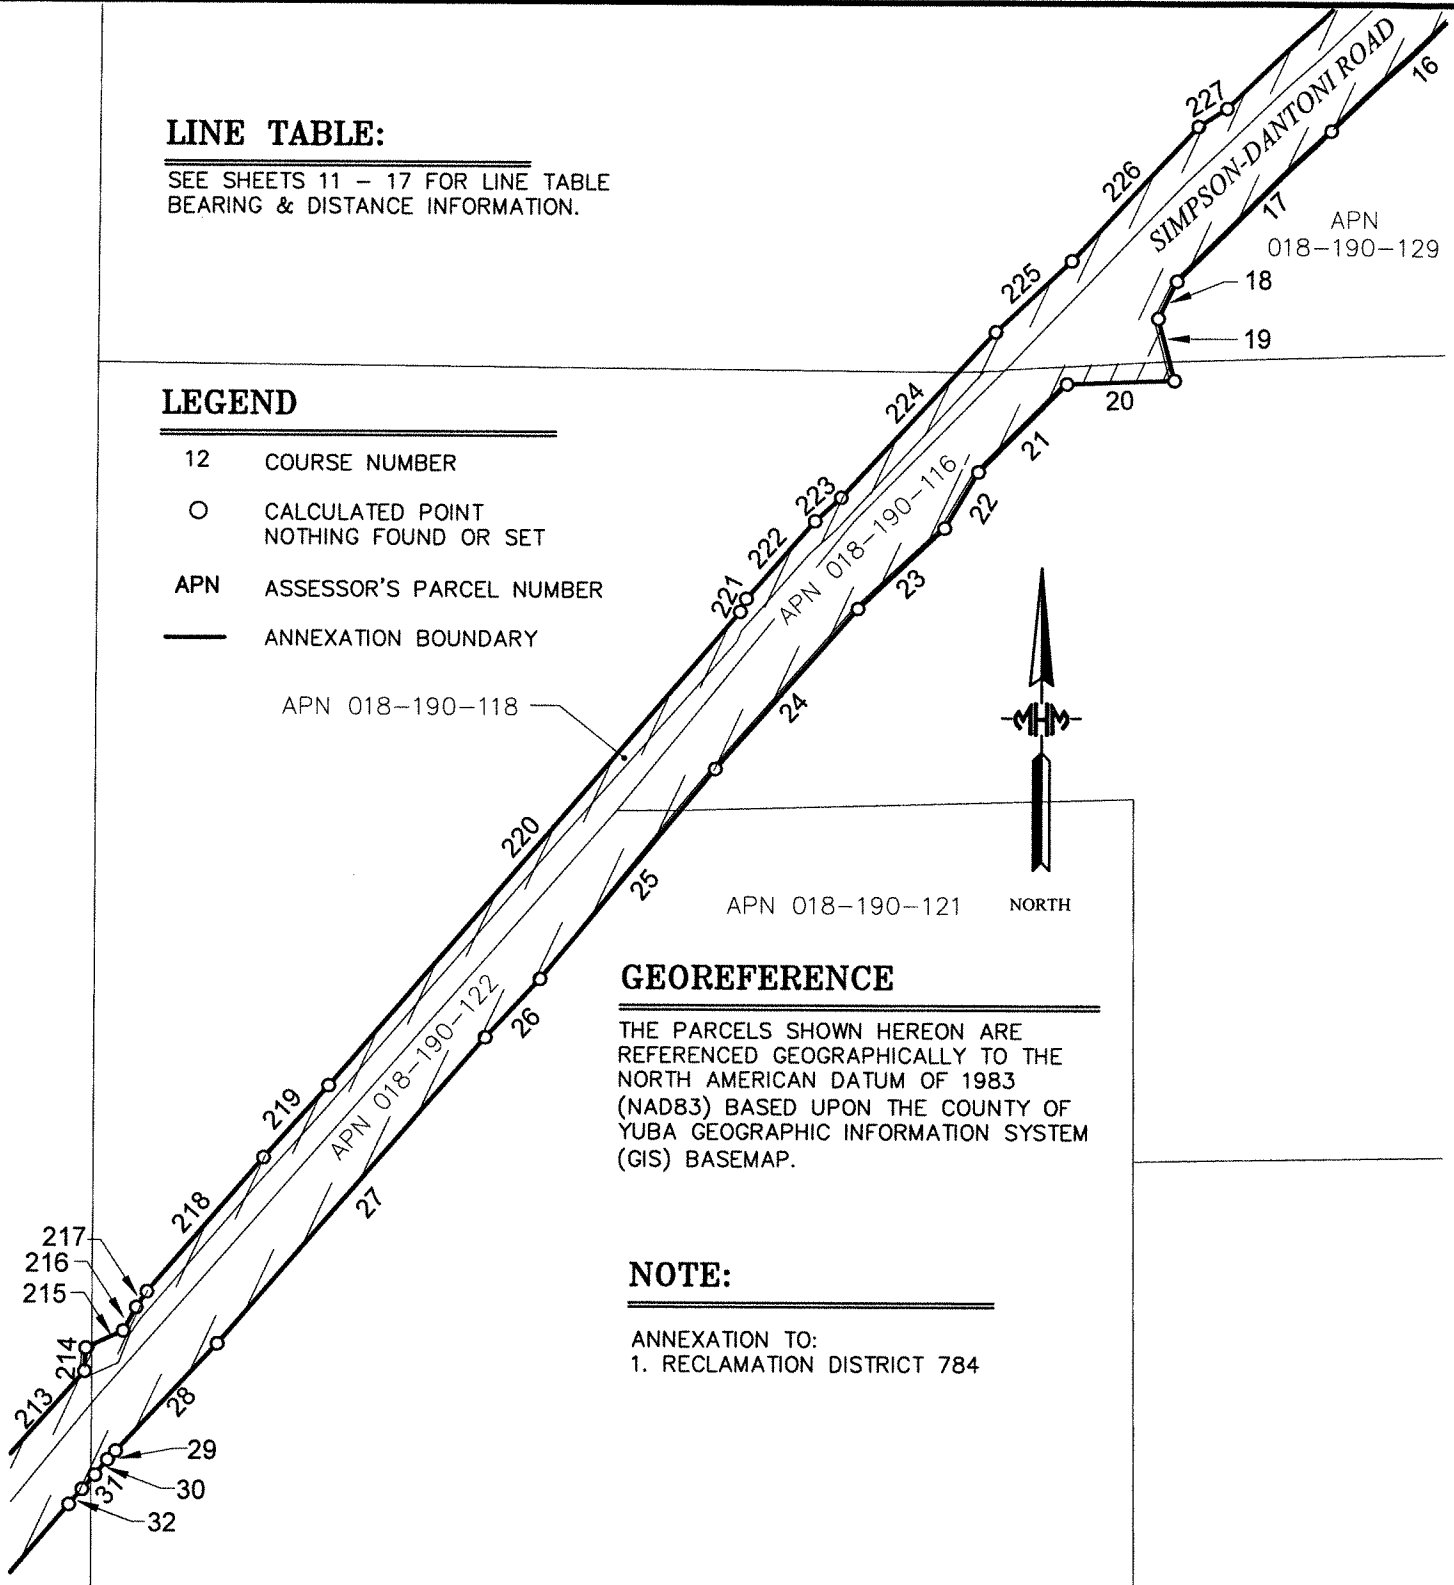 LINE TABLE:
SEE SHEETS 11 – 17 FOR LINE TABLE
BEARING & DISTANCE INFORMATION.
LEGEND
12 COURSE NUMBER
CALCULATED POINT
NOTHING FOUND OR SET
APN ASSESSOR'S PARCEL NUMBER
ANNEXATION BOUNDARY
APN 018–190–118
227
226
225
224
223
222
221
220
219
218
217
216
215
214
213
SIMPSON-DANTONI ROAD
16
17
APN
018–190–129
18
19
20
21
22
23
24
25
26
27
28
29
30
31
32
APN 018–190–116
APN 018–190–122
APN 018–190–121
MHM
NORTH
GEOREFERENCE
THE PARCELS SHOWN HEREON ARE
REFERENCED GEOGRAPHICALLY TO THE
NORTH AMERICAN DATUM OF 1983
(NAD83) BASED UPON THE COUNTY OF
YUBA GEOGRAPHIC INFORMATION SYSTEM
(GIS) BASEMAP.
NOTE:
ANNEXATION TO:
1. RECLAMATION DISTRICT 784